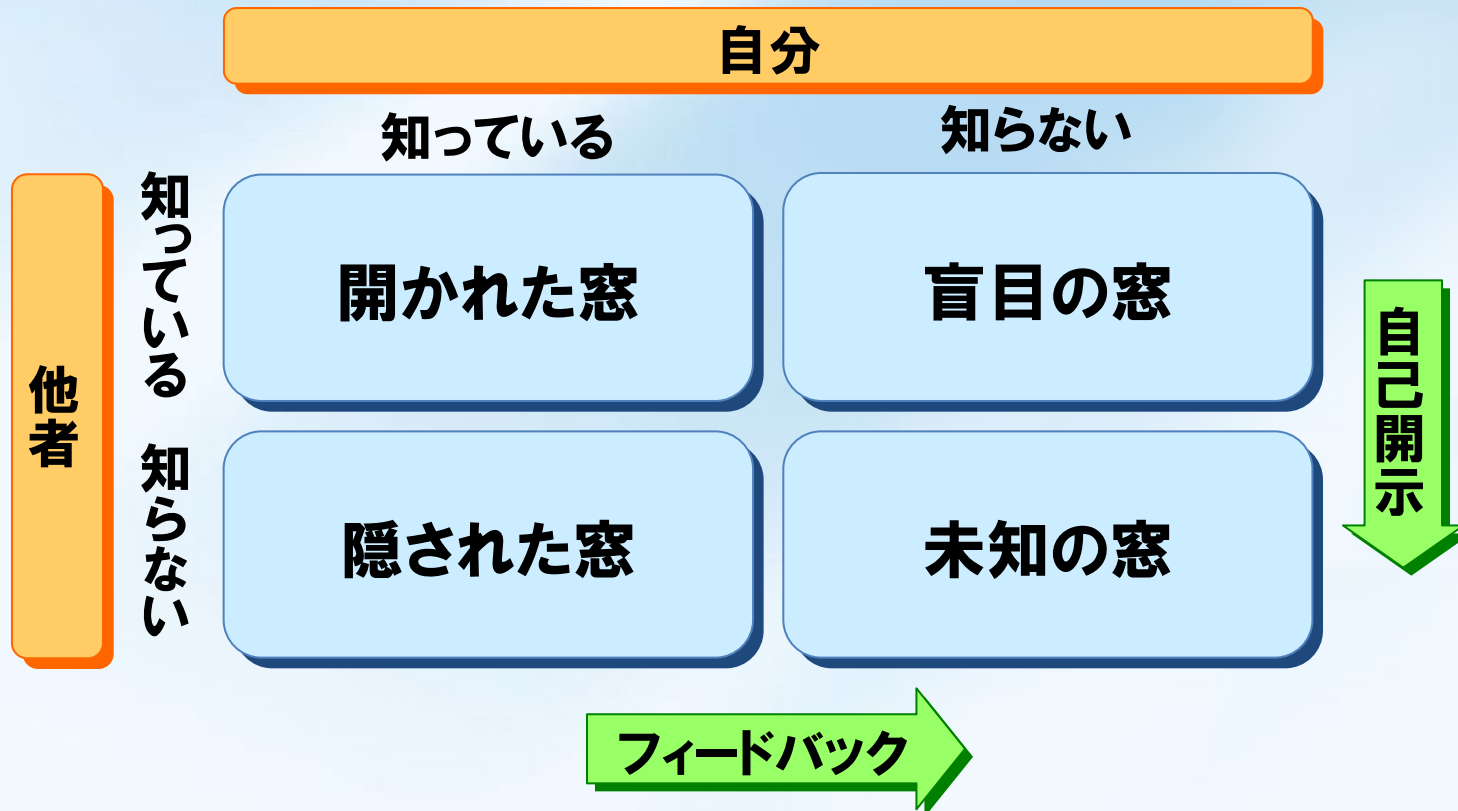 自分
知っている
知らない
他者
知っている
知らない
開かれた窓
盲目の窓
隠された窓
未知の窓
自己開示
フィードバック